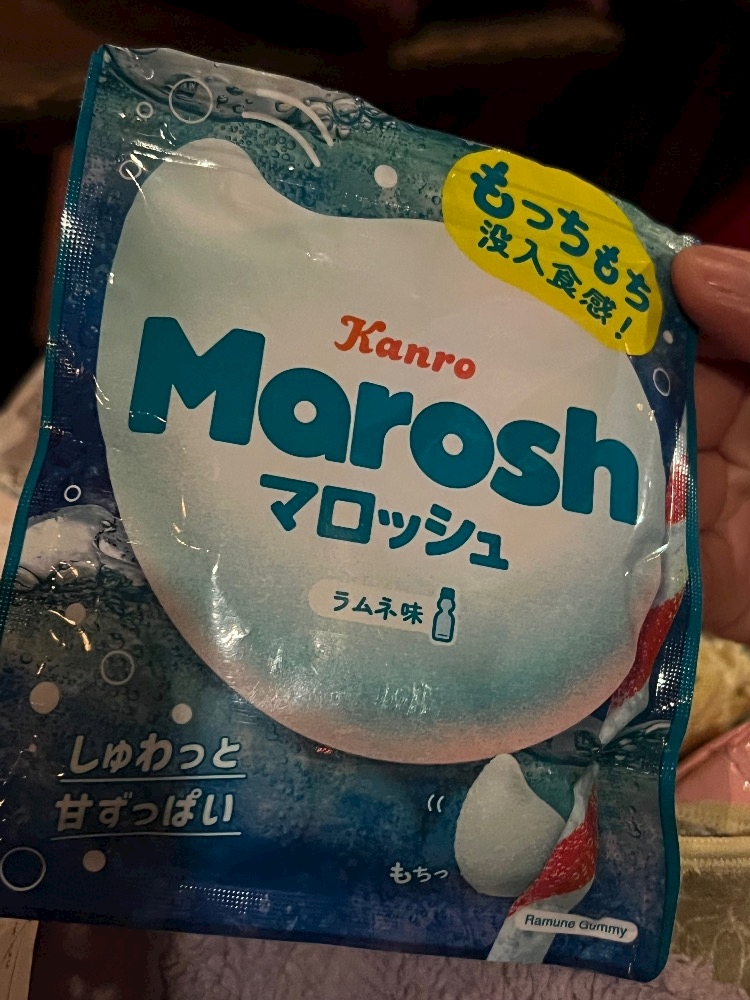 もっちもち
没入食感!
Kanro
Marosh
マロッシュ
ラムネ味
しゅわっと
甘ずっぱい
もちっ
Ramune Gummy